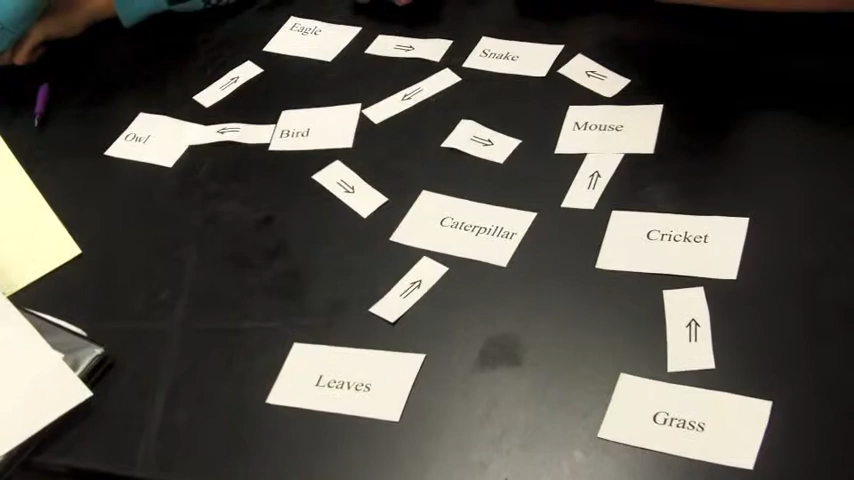 Eagle
⇒
Snake
⇐
⇒
⇐
Owl
⇐
Bird
⇒
Mouse
⇒
⇒
Caterpillar
Cricket
⇒
⇒
Leaves
Grass